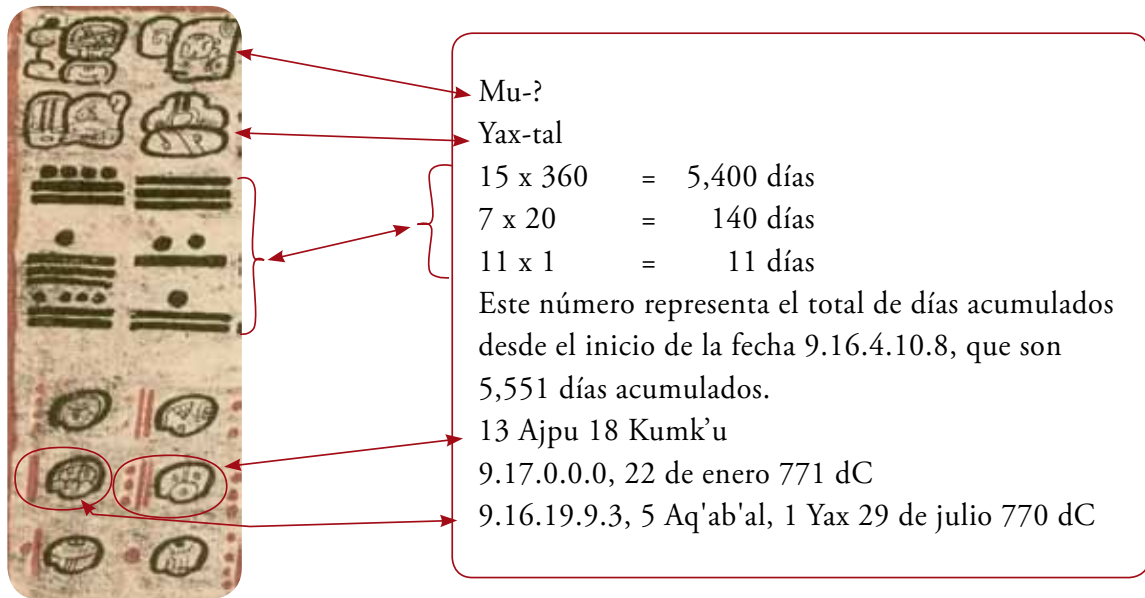 Mu-?
Yax-tal
15 x 360 = 5,400 días
7 x 20 = 140 días
11 x 1 = 11 días
Este número representa el total de días acumulados
desde el inicio de la fecha 9.16.4.10.8, que son
5,551 días acumulados.
13 Ajpu 18 Kumk’u
9.17.0.0.0, 22 de enero 771 dC
9.16.19.9.3, 5 Aq'ab'al, 1 Yax 29 de julio 770 dC